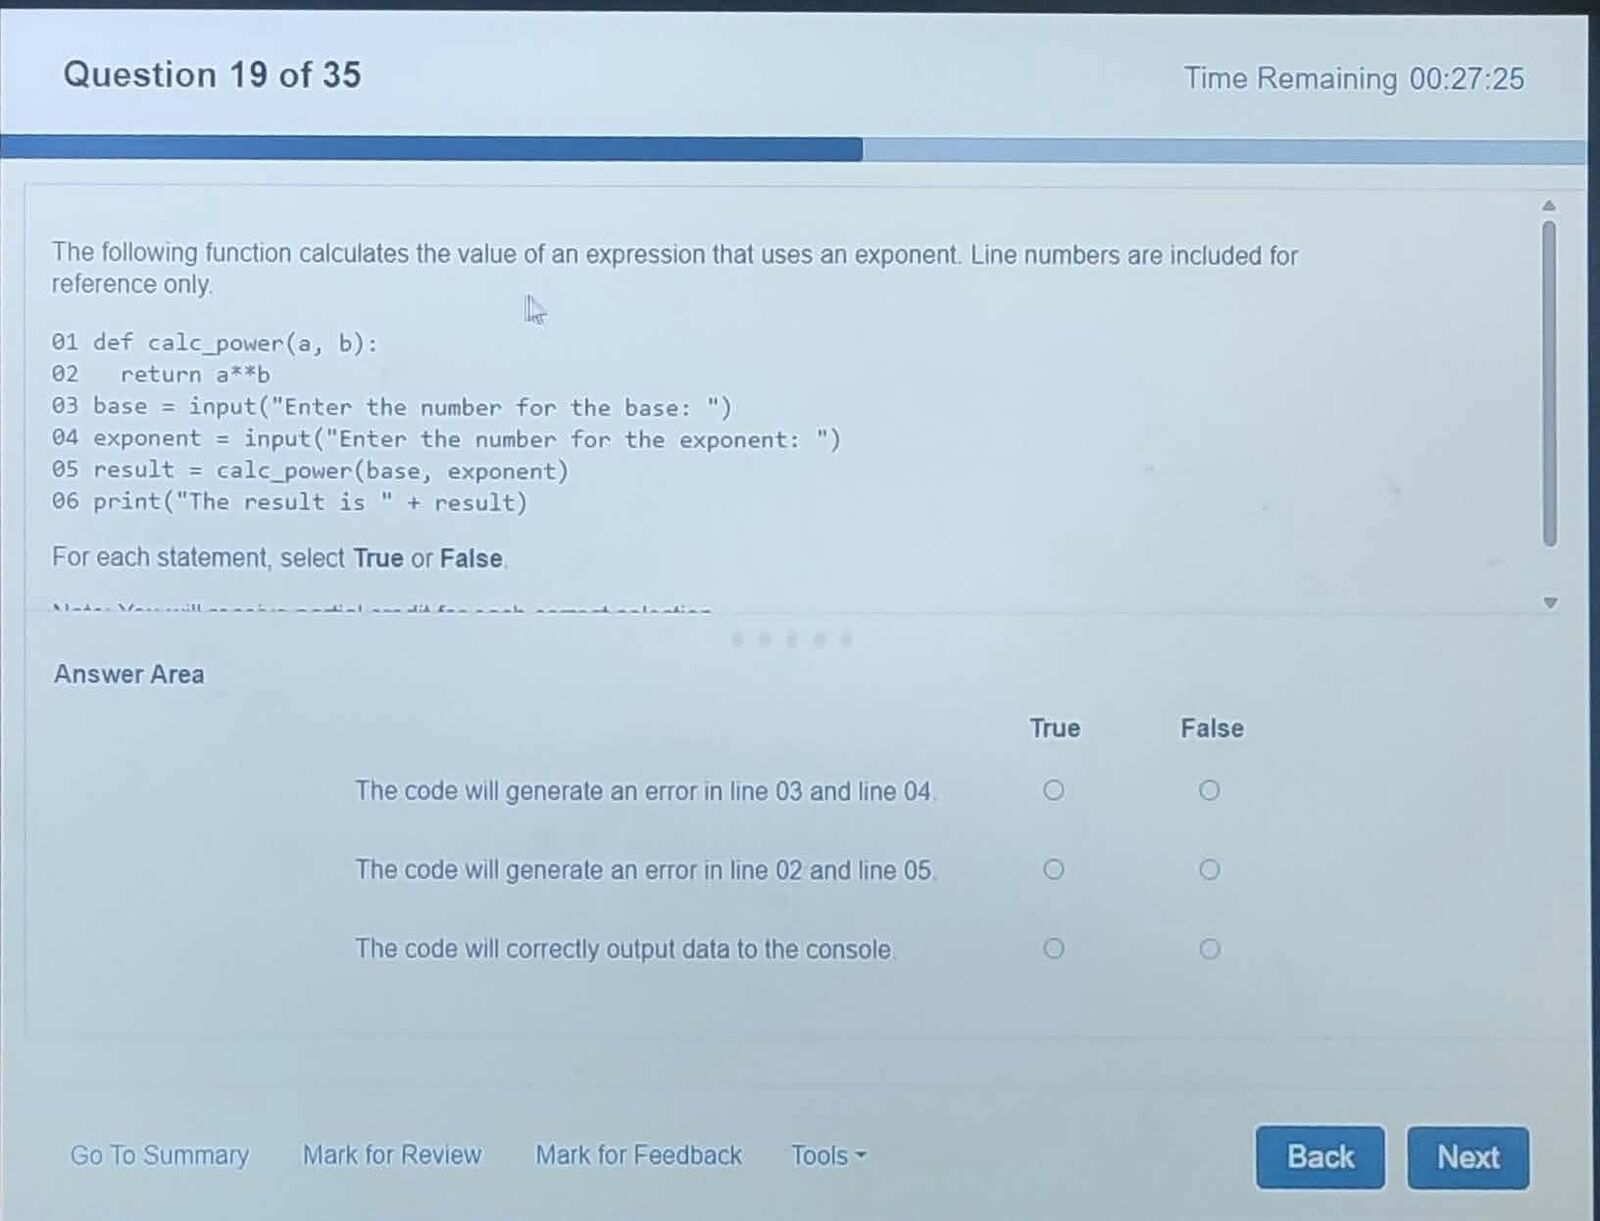 Question 19 of 35
Time Remaining 00:27:25
The following function calculates the value of an expression that uses an exponent. Line numbers are included for
reference only.
01 def calc_power(a, b):
02   return a**b
03 base = input("Enter the number for the base: ")
04 exponent = input("Enter the number for the exponent: ")
05 result = calc_power(base, exponent)
06 print("The result is " + result)
For each statement, select True or False.
Answer Area
True False
The code will generate an error in line 03 and line 04.
The code will generate an error in line 02 and line 05.
The code will correctly output data to the console.
Go To Summary Mark for Review Mark for Feedback Tools Back Next